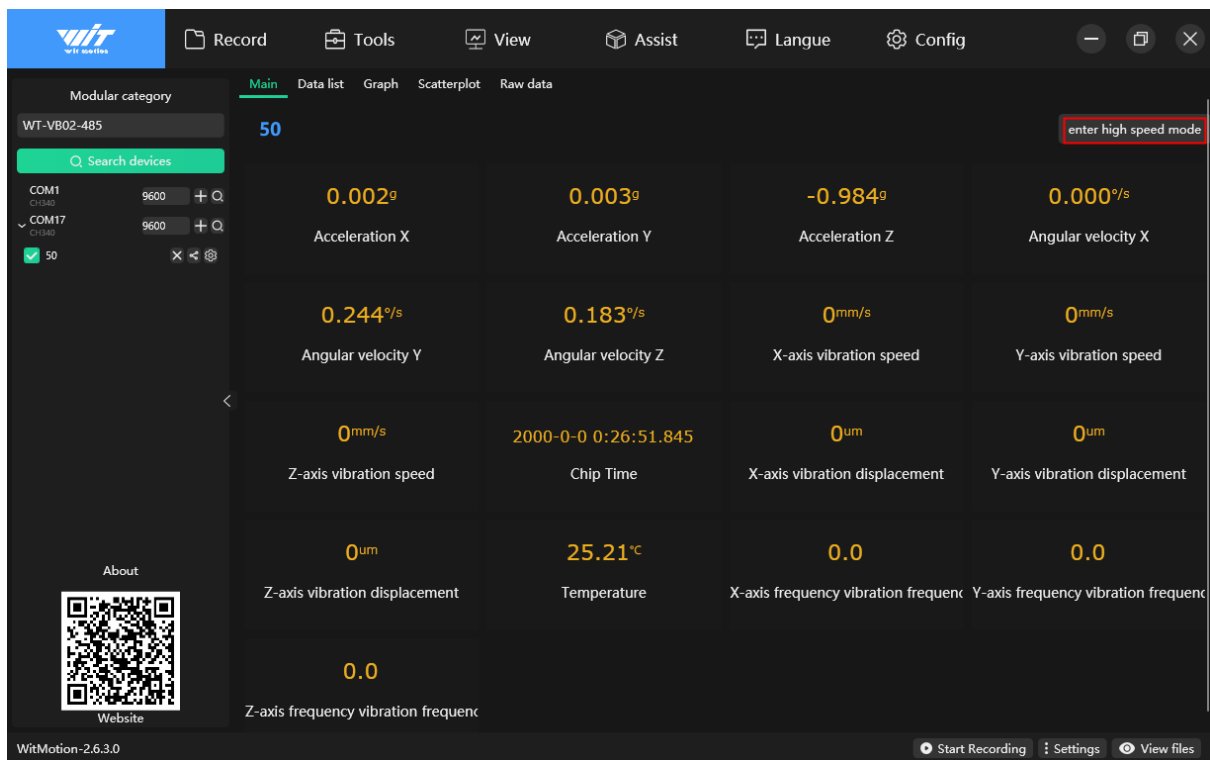 WiT
wit motion
Record
Tools
View
Assist
Langue
Config
Modular category
WT-VB02-485
Search devices
COM1
CH340
9600
COM17
CH340
9600
50
About
Website
Main
Data list
Graph
Scatterplot
Raw data
50
enter high speed mode
0.002g
Acceleration X
0.003g
Acceleration Y
-0.984g
Acceleration Z
0.000°/s
Angular velocity X
0.244°/s
Angular velocity Y
0.183°/s
Angular velocity Z
0mm/s
X-axis vibration speed
0mm/s
Y-axis vibration speed
0mm/s
Z-axis vibration speed
2000-0-0 0:26:51.845
Chip Time
0um
X-axis vibration displacement
0um
Y-axis vibration displacement
0um
Z-axis vibration displacement
25.21°C
Temperature
0.0
X-axis frequency vibration frequenc
0.0
Y-axis frequency vibration frequenc
0.0
Z-axis frequency vibration frequenc
WitMotion-2.6.3.0
Start Recording
Settings
View files